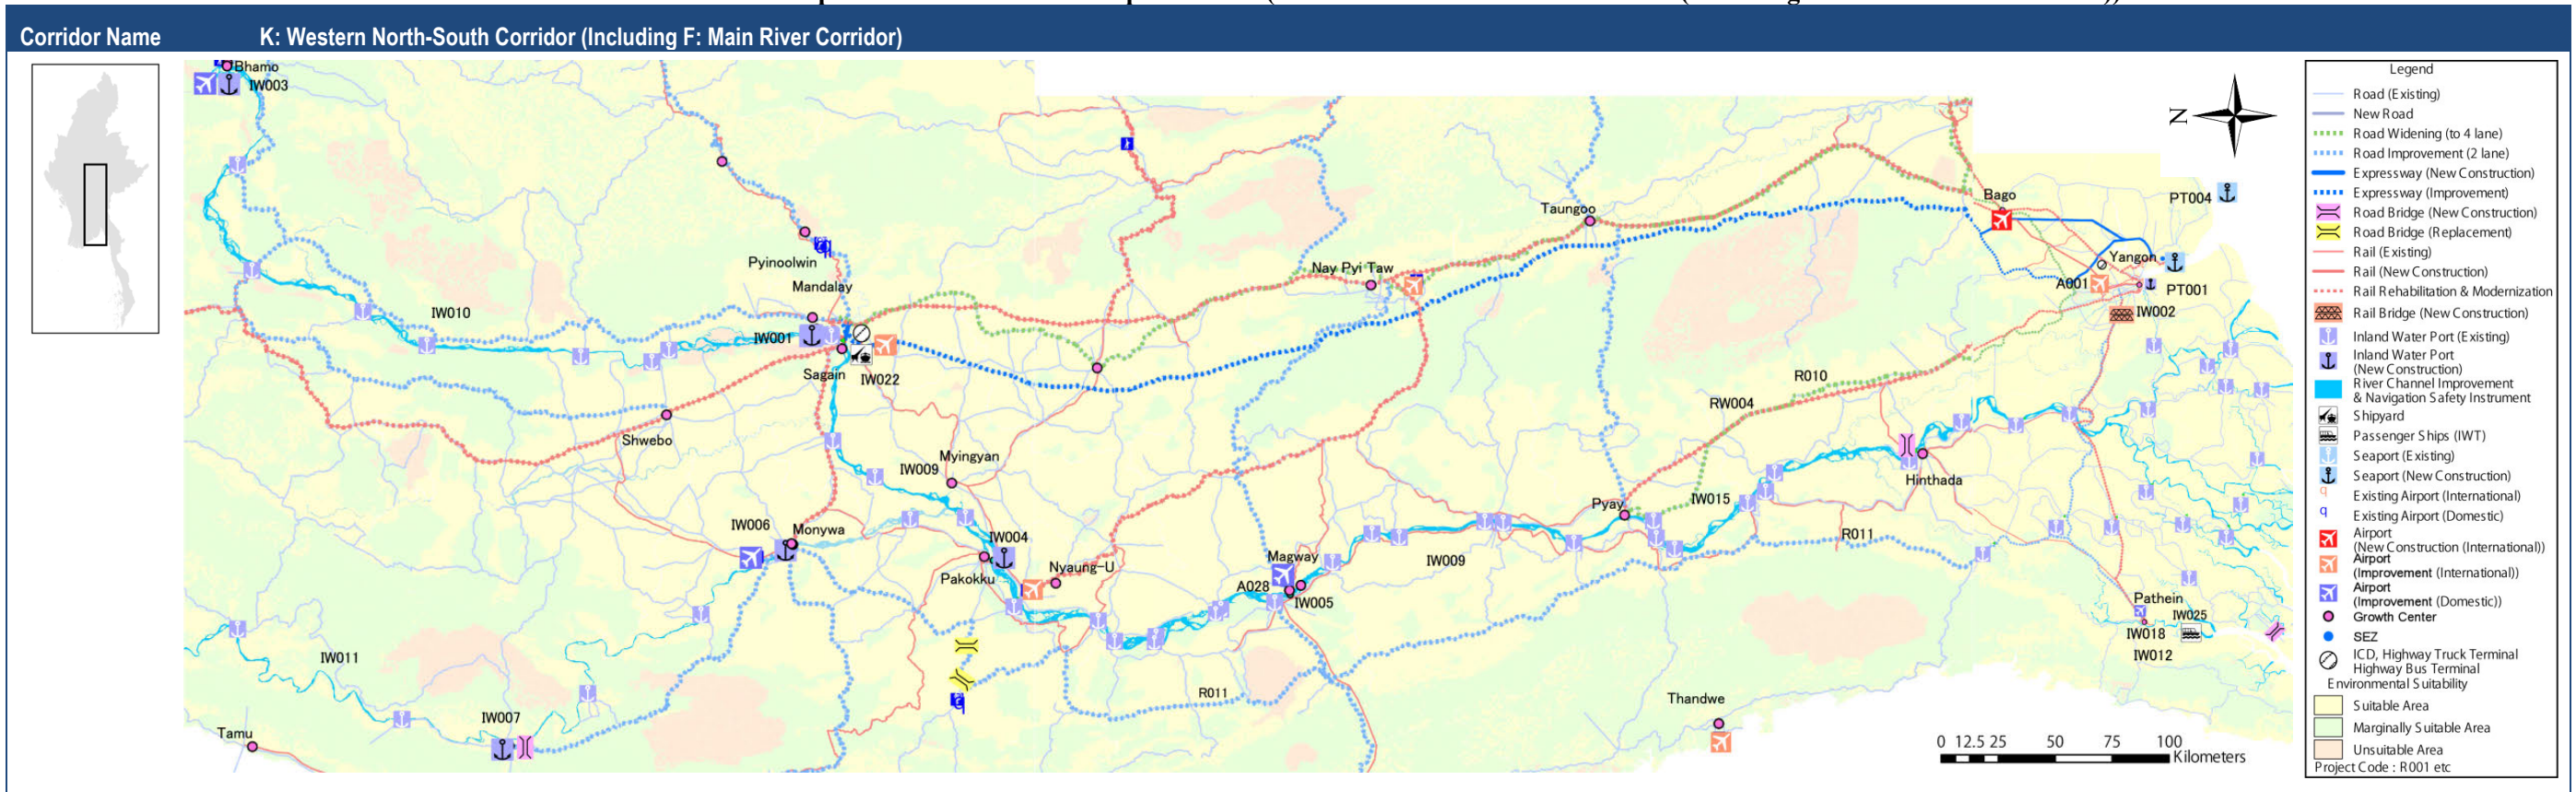 Corridor Name K: Western North-South Corridor (Including F: Main River Corridor)
Bhamo
IW003
IW010
Pyinoolwin
Mandalay
IW001
Sagain
IW022
Shwebo
Myingyan
IW009
IW006
Monywa
IW004
Pakokku
Nyaung-U
IW011
IW007
Tamu
Nay Pyi Taw
Taungoo
Magway
A028
IW005
IW009
R011
Pyay
IW015
RW004
R010
R011
Hinthada
Thandwe
Bago
Yangon
A001
PT001
IW002
PT004
Pathein
IW025
IW018
IW012
N
0 12.5 25 50 75 100
Kilometers
Legend
Road (Existing)
New Road
Road Widening (to 4 lane)
Road Improvement (2 lane)
Expressway (New Construction)
Expressway (Improvement)
Road Bridge (New Construction)
Road Bridge (Replacement)
Rail (Existing)
Rail (New Construction)
Rail Rehabilitation & Modernization
Rail Bridge (New Construction)
Inland Water Port (Existing)
Inland Water Port
(New Construction)
River Channel Improvement
& Navigation Safety Instrument
Shipyard
Passenger Ships (IWT)
Seaport (Existing)
Seaport (New Construction)
Existing Airport (International)
Existing Airport (Domestic)
Airport
(New Construction (International))
Airport
(Improvement (International))
Airport
(Improvement (Domestic))
Growth Center
SEZ
ICD, Highway Truck Terminal
Highway Bus Terminal
Environmental Suitability
Suitable Area
Marginally Suitable Area
Unsuitable Area
Project Code : R001 etc